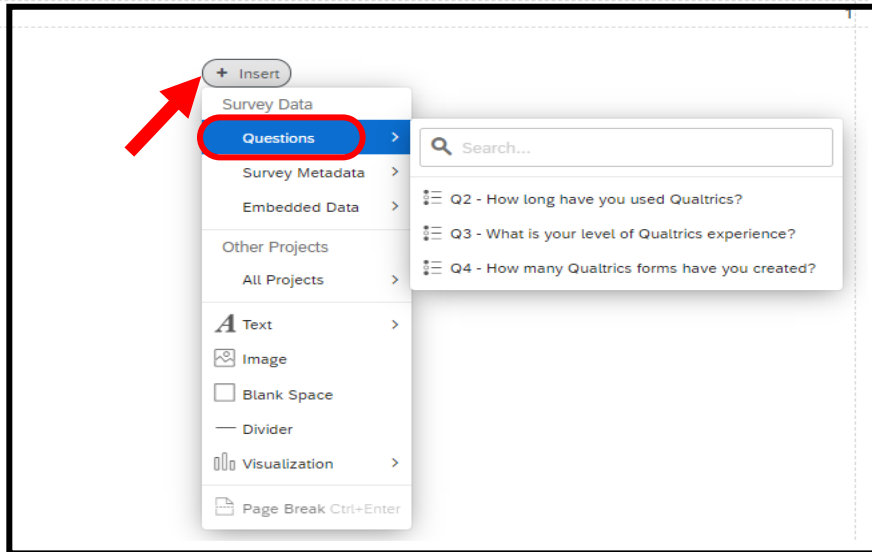 1
+ Insert
Survey Data
Questions >
Search...
Survey Metadata >
Q2 - How long have you used Qualtrics?
Embedded Data >
Q3 - What is your level of Qualtrics experience?
Other Projects
Q4 - How many Qualtrics forms have you created?
All Projects >
A Text >
Image
Blank Space
Divider
Visualization >
Page Break Ctrl+Enter